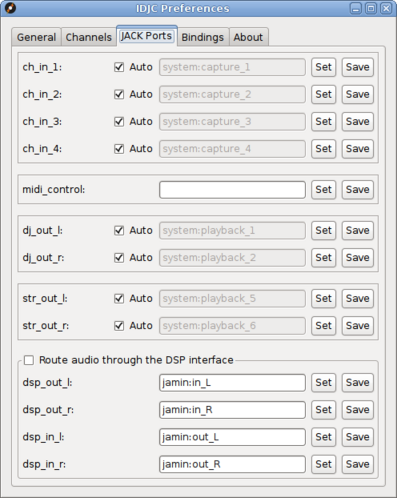 IDJC Preferences
General Channels JACK Ports Bindings About
ch_in_1: Auto system:capture_1 Set Save
ch_in_2: Auto system:capture_2 Set Save
ch_in_3: Auto system:capture_3 Set Save
ch_in_4: Auto system:capture_4 Set Save
midi_control: Set Save
dj_out_l: Auto system:playback_1 Set Save
dj_out_r: Auto system:playback_2 Set Save
str_out_l: Auto system:playback_5 Set Save
str_out_r: Auto system:playback_6 Set Save
Route audio through the DSP interface
dsp_out_l: jamin:in_L Set Save
dsp_out_r: jamin:in_R Set Save
dsp_in_l: jamin:out_L Set Save
dsp_in_r: jamin:out_R Set Save